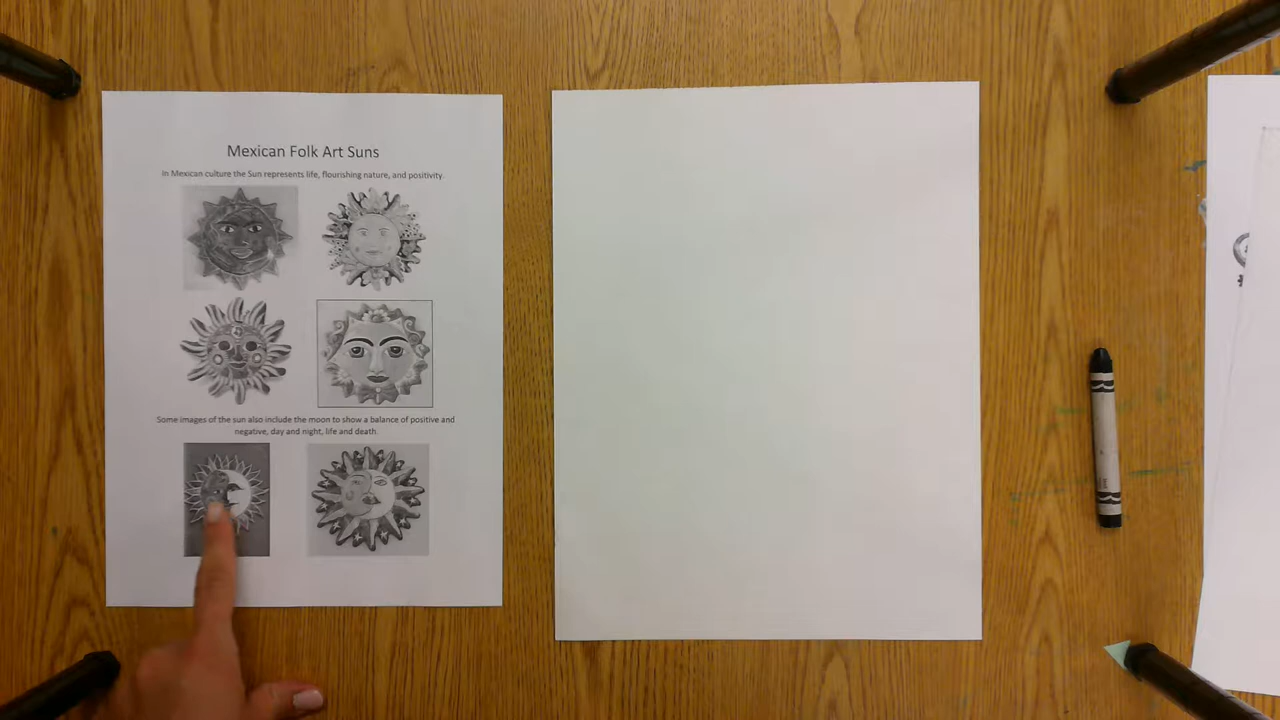 Mexican Folk Art Suns
In Mexican culture the Sun represents life, flourishing nature, and positivity.
Some images of the sun also include the moon to show a balance of positive and
negative, day and night, life and death.